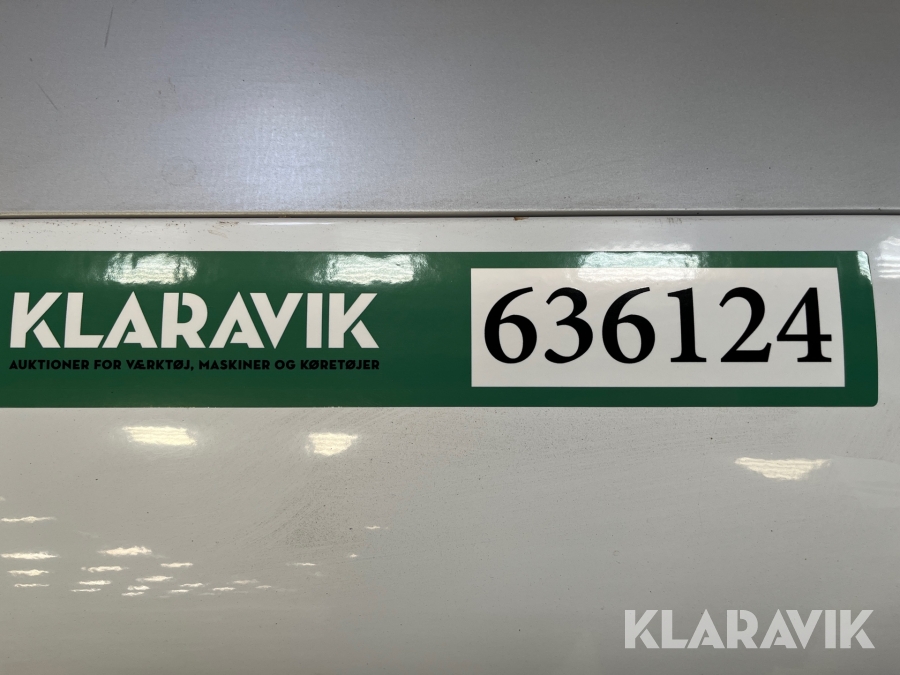 KLARAVIK
AUKTIONER FOR VÆRKTØJ, MASKINER OG KØRETØJER
636124
KLARAVIK